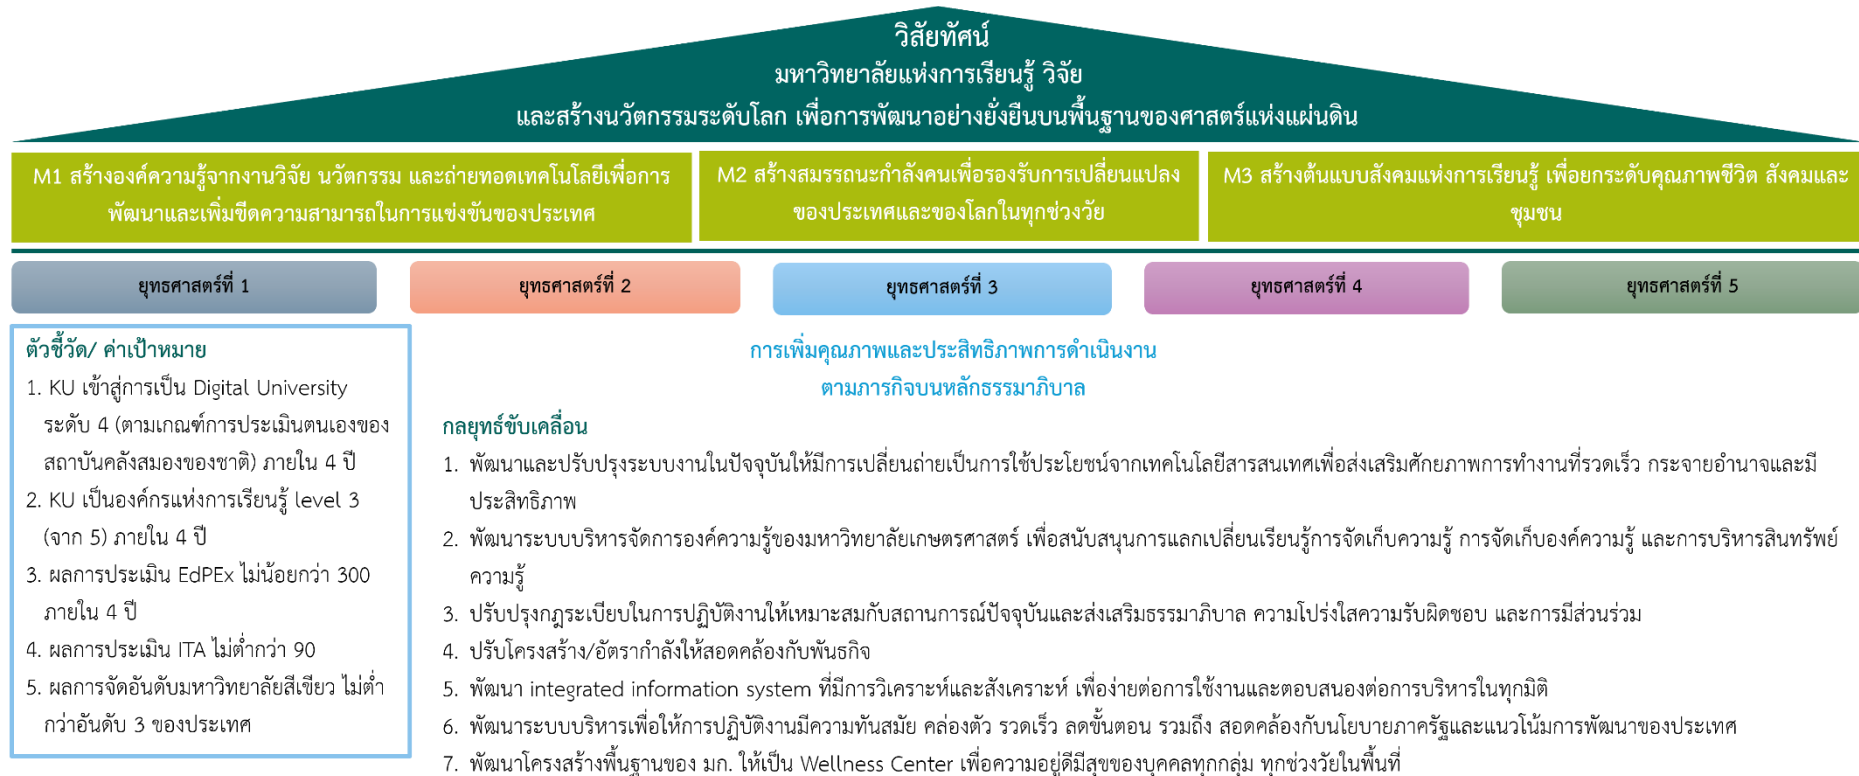 วิสัยทัศน์
มหาวิทยาลัยแห่งการเรียนรู้ วิจัย
และสร้างนวัตกรรมระดับโลก เพื่อการพัฒนาอย่างยั่งยืนบนพื้นฐานของศาสตร์แห่งแผ่นดิน
M1 สร้างองค์ความรู้จากงานวิจัย นวัตกรรม และถ่ายทอดเทคโนโลยีเพื่อการ
พัฒนาและเพิ่มขีดความสามารถในการแข่งขันของประเทศ
M2 สร้างสมรรถนะกำลังคนเพื่อรองรับการเปลี่ยนแปลง
ของประเทศและของโลกในทุกช่วงวัย
M3 สร้างต้นแบบสังคมแห่งการเรียนรู้ เพื่อยกระดับคุณภาพชีวิต สังคมและ
ชุมชน
ยุทธศาสตร์ที่ 1
ยุทธศาสตร์ที่ 2
ยุทธศาสตร์ที่ 3
ยุทธศาสตร์ที่ 4
ยุทธศาสตร์ที่ 5
ตัวชี้วัด/ ค่าเป้าหมาย
1. KU เข้าสู่การเป็น Digital University
ระดับ 4 (ตามเกณฑ์การประเมินตนเองของ
สถาบันคลังสมองของชาติ) ภายใน 4 ปี
2. KU เป็นองค์กรแห่งการเรียนรู้ level 3
(จาก 5) ภายใน 4 ปี
3. ผลการประเมิน EdPEx ไม่น้อยกว่า 300
ภายใน 4 ปี
4. ผลการประเมิน ITA ไม่ต่ำกว่า 90
5. ผลการจัดอันดับมหาวิทยาลัยสีเขียว ไม่ต่ำ
กว่าอันดับ 3 ของประเทศ
การเพิ่มคุณภาพและประสิทธิภาพการดำเนินงาน
ตามภารกิจบนหลักธรรมาภิบาล
กลยุทธ์ขับเคลื่อน
1. พัฒนาและปรับปรุงระบบงานในปัจจุบันให้มีการเปลี่ยนถ่ายเป็นการใช้ประโยชน์จากเทคโนโลยีสารสนเทศเพื่อส่งเสริมศักยภาพการทำงานที่รวดเร็ว กระจายอำนาจและมี
ประสิทธิภาพ
2. พัฒนาระบบบริหารจัดการองค์ความรู้ของมหาวิทยาลัยเกษตรศาสตร์ เพื่อสนับสนุนการแลกเปลี่ยนเรียนรู้การจัดเก็บความรู้ การจัดเก็บองค์ความรู้ และการบริหารสินทรัพย์
ความรู้
3. ปรับปรุงกฎระเบียบในการปฏิบัติงานให้เหมาะสมกับสถานการณ์ปัจจุบันและส่งเสริมธรรมาภิบาล ความโปร่งใสความรับผิดชอบ และการมีส่วนร่วม
4. ปรับโครงสร้าง/อัตรากำลังให้สอดคล้องกับพันธกิจ
5. พัฒนา integrated information system ที่มีการวิเคราะห์และสังเคราะห์ เพื่อง่ายต่อการใช้งานและตอบสนองต่อการบริหารในทุกมิติ
6. พัฒนาระบบบริหารเพื่อให้การปฏิบัติงานมีความทันสมัย คล่องตัว รวดเร็ว ลดขั้นตอน รวมถึง สอดคล้องกับนโยบายภาครัฐและแนวโน้มการพัฒนาของประเทศ
7. พัฒนาโครงสร้างพื้นฐานของ มก. ให้เป็น Wellness Center เพื่อความอยู่ดีมีสุขของบุคคลทุกกลุ่ม ทุกช่วงวัยในพื้นที่